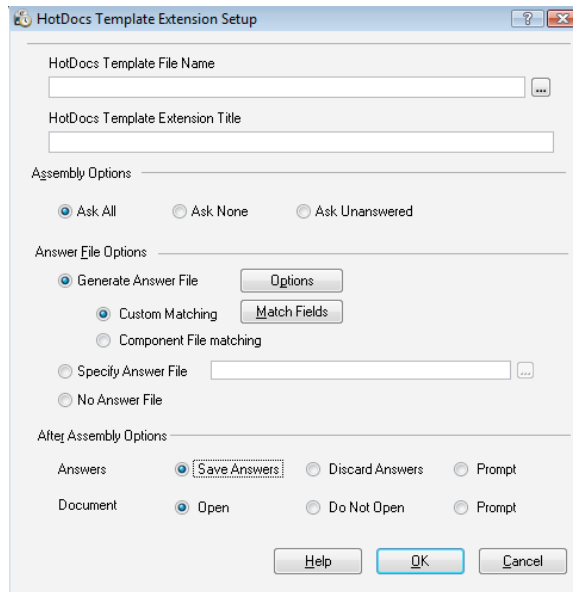 HotDocs Template Extension Setup
HotDocs Template File Name
...
HotDocs Template Extension Title
Assembly Options
Ask All Ask None Ask Unanswered
Answer File Options
Generate Answer File Options
Custom Matching Match Fields
Component File matching
Specify Answer File ...
No Answer File
After Assembly Options
Answers Save Answers Discard Answers Prompt
Document Open Do Not Open Prompt
Help OK Cancel